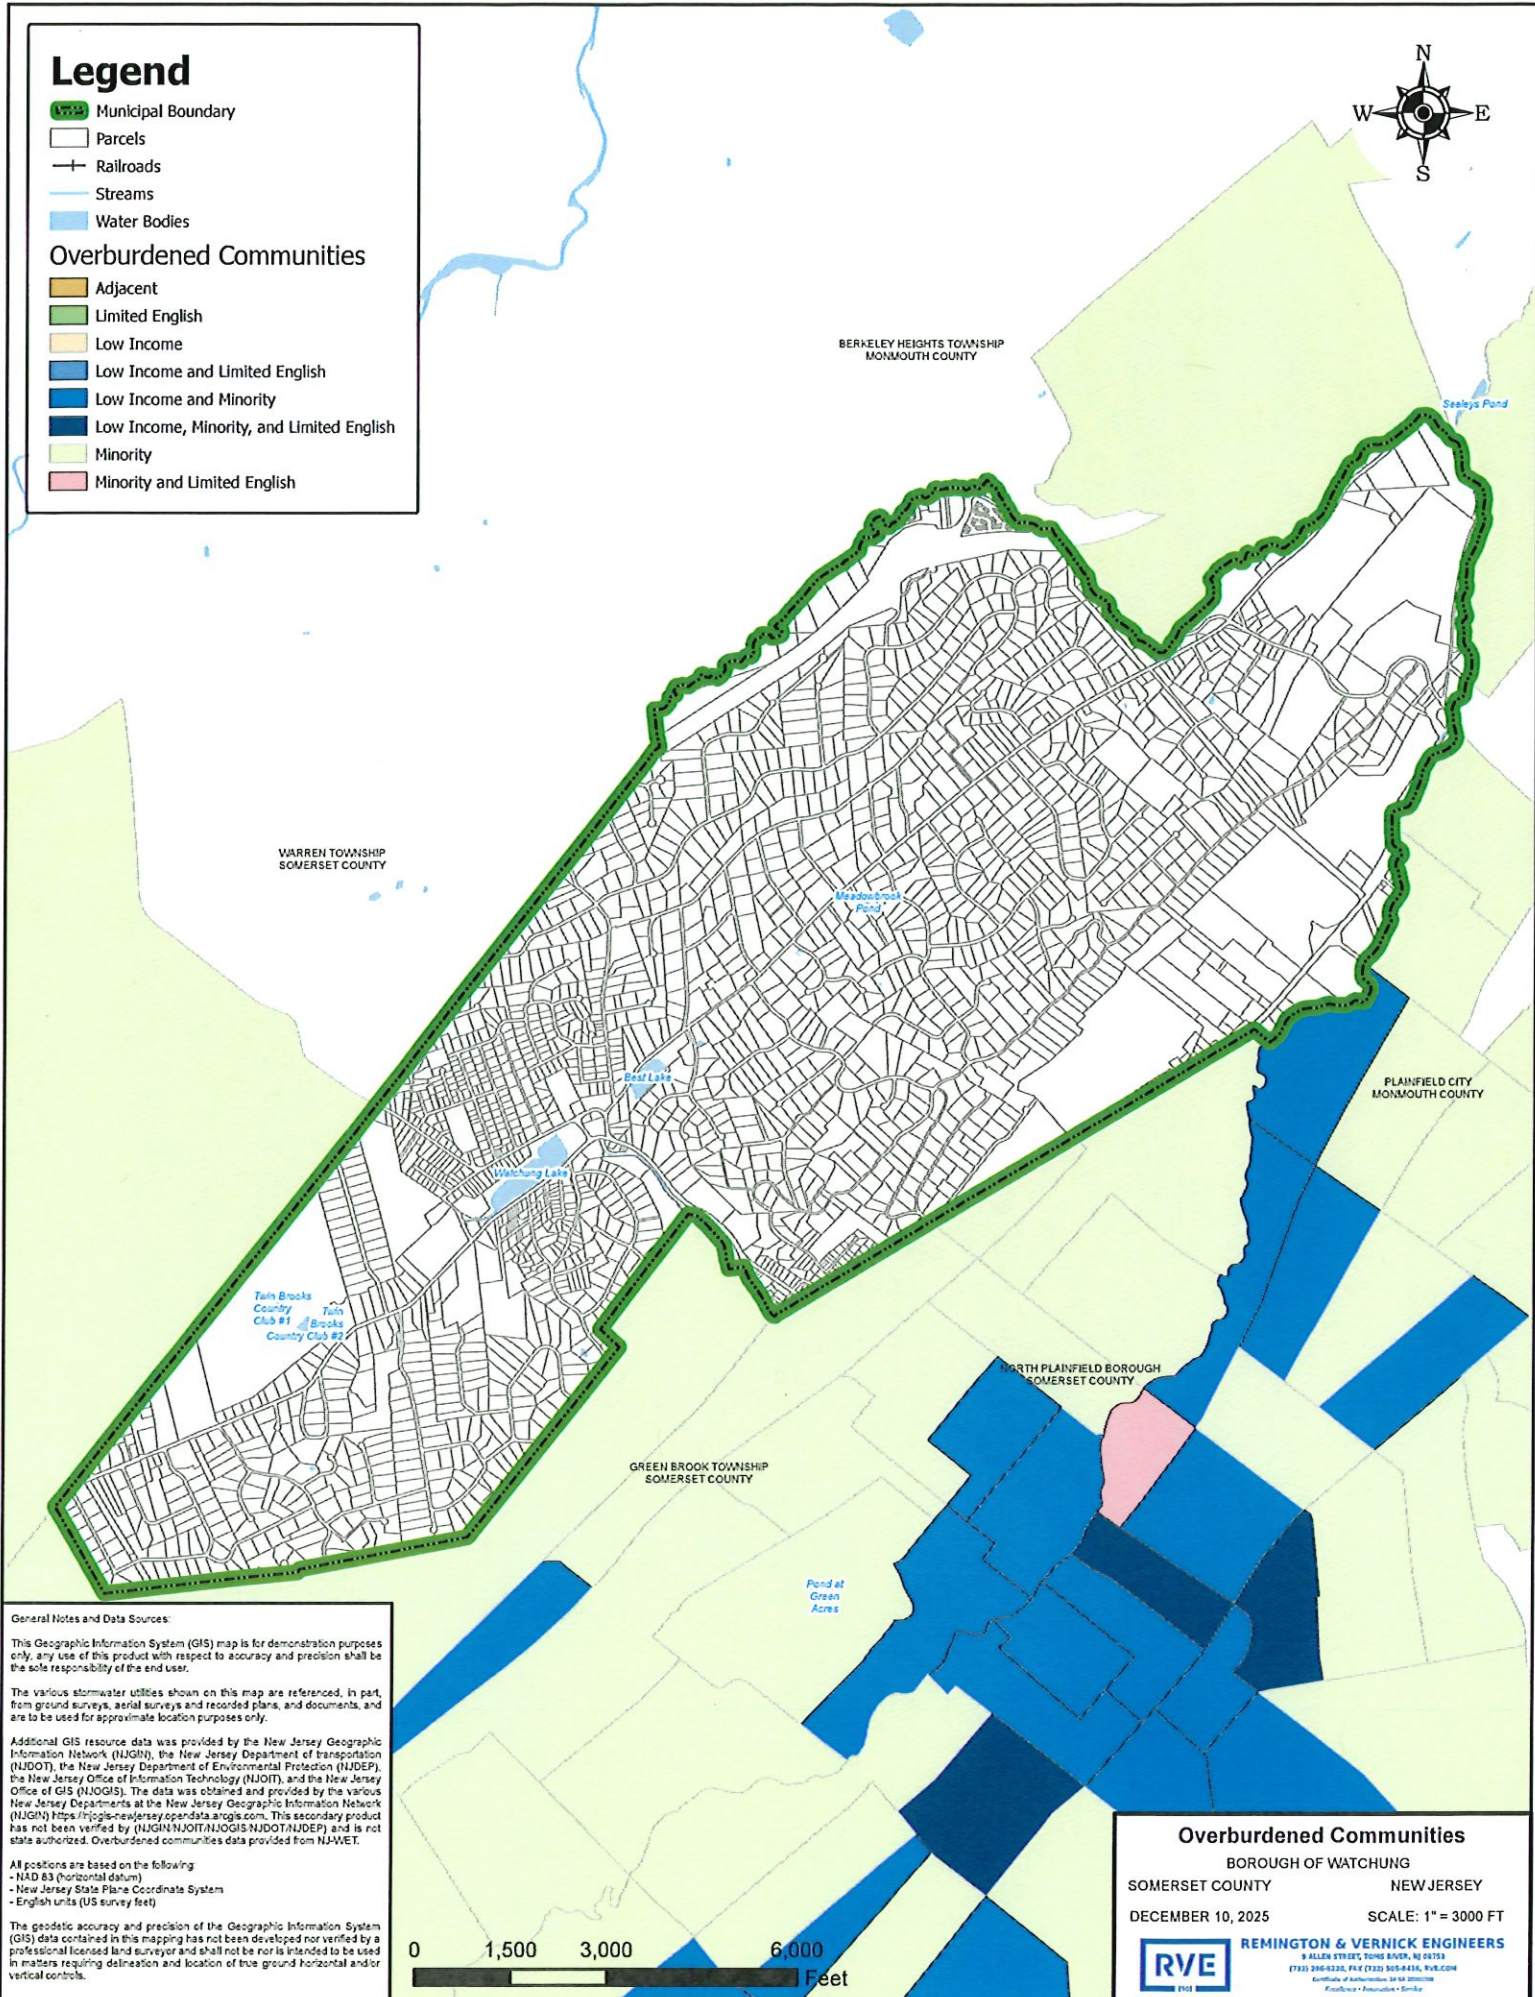 Legend
Municipal Boundary
Parcels
Railroads
Streams
Water Bodies
Overburdened Communities
Adjacent
Limited English
Low Income
Low Income and Limited English
Low Income and Minority
Low Income, Minority, and Limited English
Minority
Minority and Limited English
N
W
E
S
BERKELEY HEIGHTS TOWNSHIP
MONMOUTH COUNTY
Seeleys Pond
WARREN TOWNSHIP
SOMERSET COUNTY
Meadowbrook
Pond
Best Lake
PLAINFIELD CITY
MONMOUTH COUNTY
Watchung Lake
Twin Brooks
Country
Club #1
Twin
Brooks
Country Club #2
NORTH PLAINFIELD BOROUGH
SOMERSET COUNTY
GREEN BROOK TOWNSHIP
SOMERSET COUNTY
Pond at
Green
Acres
General Notes and Data Sources:
This Geographic Information System (GIS) map is for demonstration purposes
only, any use of this product with respect to accuracy and precision shall be
the sole responsibility of the end user.
The various stormwater utilities shown on this map are referenced, in part,
from ground surveys, aerial surveys and recorded plans, and documents, and
are to be used for approximate location purposes only.
Additional GIS resource data was provided by the New Jersey Geographic
Information Network (NJGIN), the New Jersey Department of transportation
(NJDOT), the New Jersey Department of Environmental Protection (NJDEP),
the New Jersey Office of Information Technology (NJOIT), and the New Jersey
Office of GIS (NJOGIS). The data was obtained and provided by the various
New Jersey Departments at the New Jersey Geographic Information Network
(NJGIN) https://njogis-newjersey.opendata.arcgis.com. This secondary product
has not been verified by (NJGIN/NJOIT/NJOGIS/NJDOT/NJDEP) and is not
state authorized. Overburdened communities data provided from NJ-WET.
All positions are based on the following:
- NAD 83 (horizontal datum)
- New Jersey State Plane Coordinate System
- English units (US survey feet)
The geodetic accuracy and precision of the Geographic Information System
(GIS) data contained in this mapping has not been developed nor verified by a
professional licensed land surveyor and shall not be nor is intended to be used
in matters requiring delineation and location of true ground horizontal and/or
vertical controls.
0 1,500 3,000 6,000
Feet
Overburdened Communities
BOROUGH OF WATCHUNG
SOMERSET COUNTY NEW JERSEY
DECEMBER 10, 2025 SCALE: 1" = 3000 FT
RVE
1901
REMINGTON & VERNICK ENGINEERS
9 ALLEN STREET, TOMS RIVER, NJ 08753
Excellence • Innovation • Service